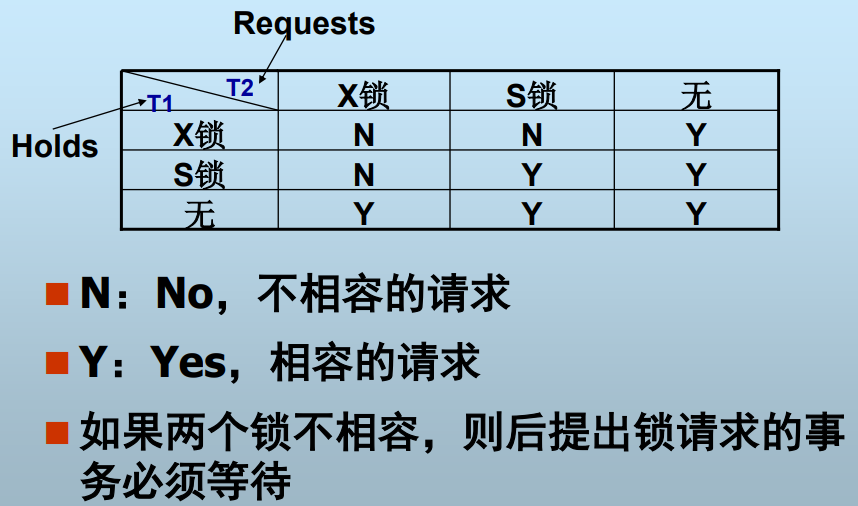 Requests
T2 X锁 S锁 无
T1
Holds
X锁 N N Y
S锁 N Y Y
无 Y Y Y
N：No，不相容的请求
Y：Yes，相容的请求
如果两个锁不相容，则后提出锁请求的事
务必须等待